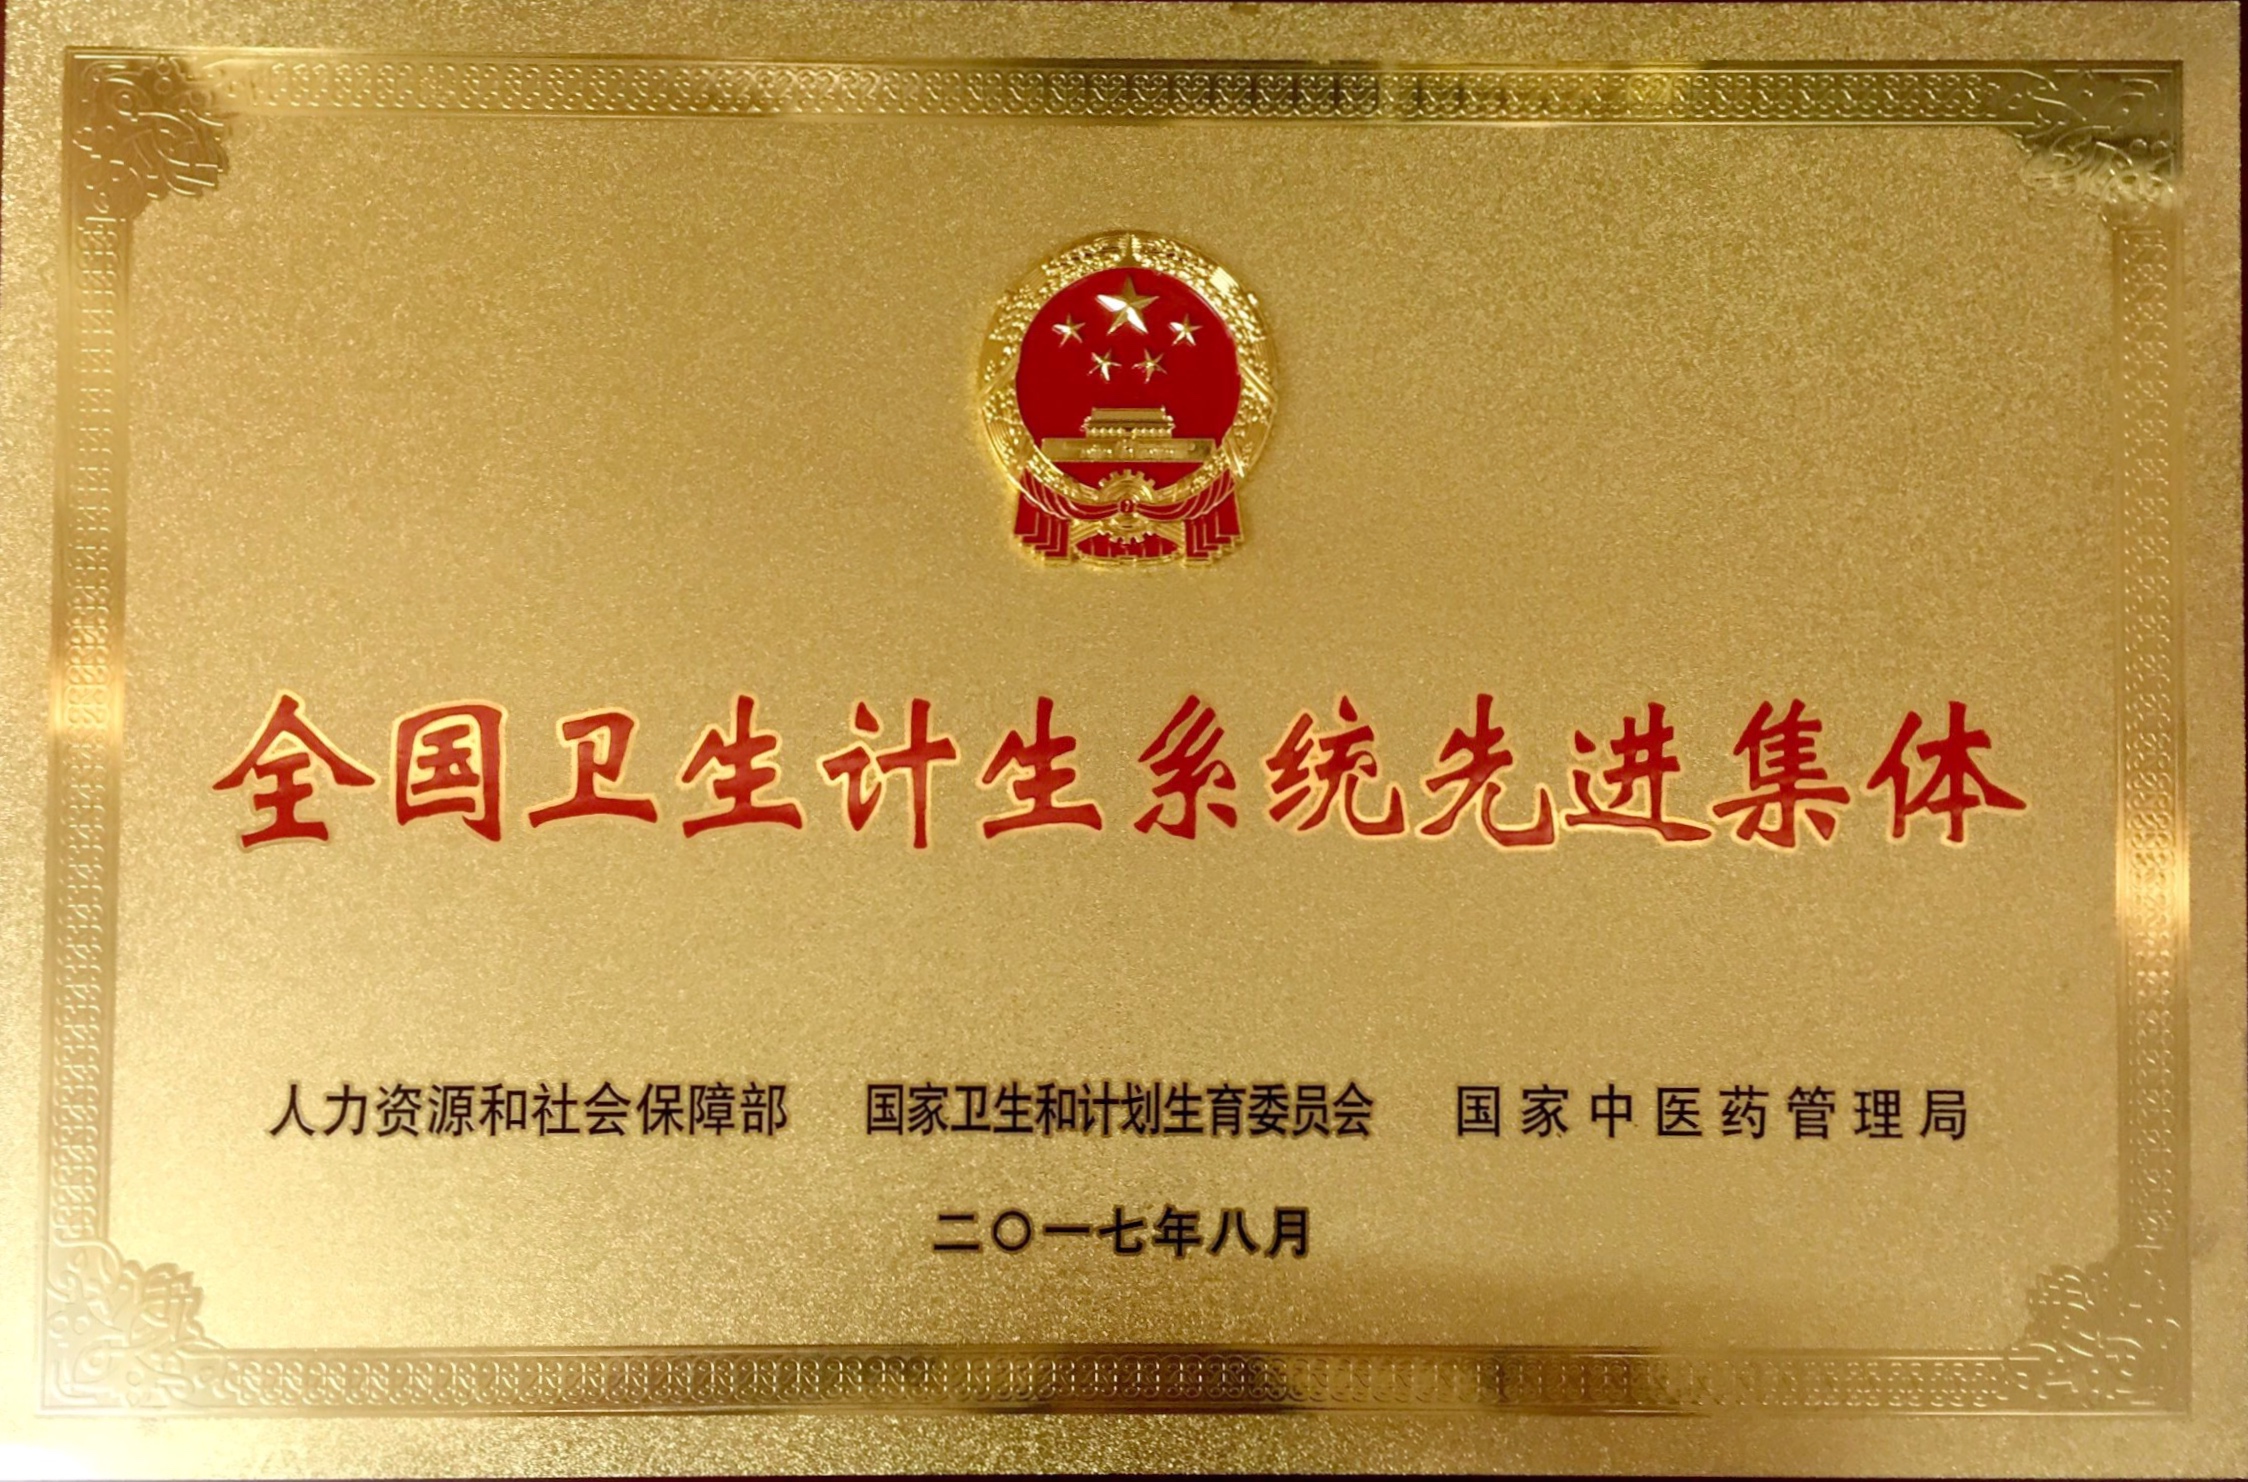 全国卫生计生系统先进集体
人力资源和社会保障部 国家卫生和计划生育委员会 国家中医药管理局
二〇一七年八月